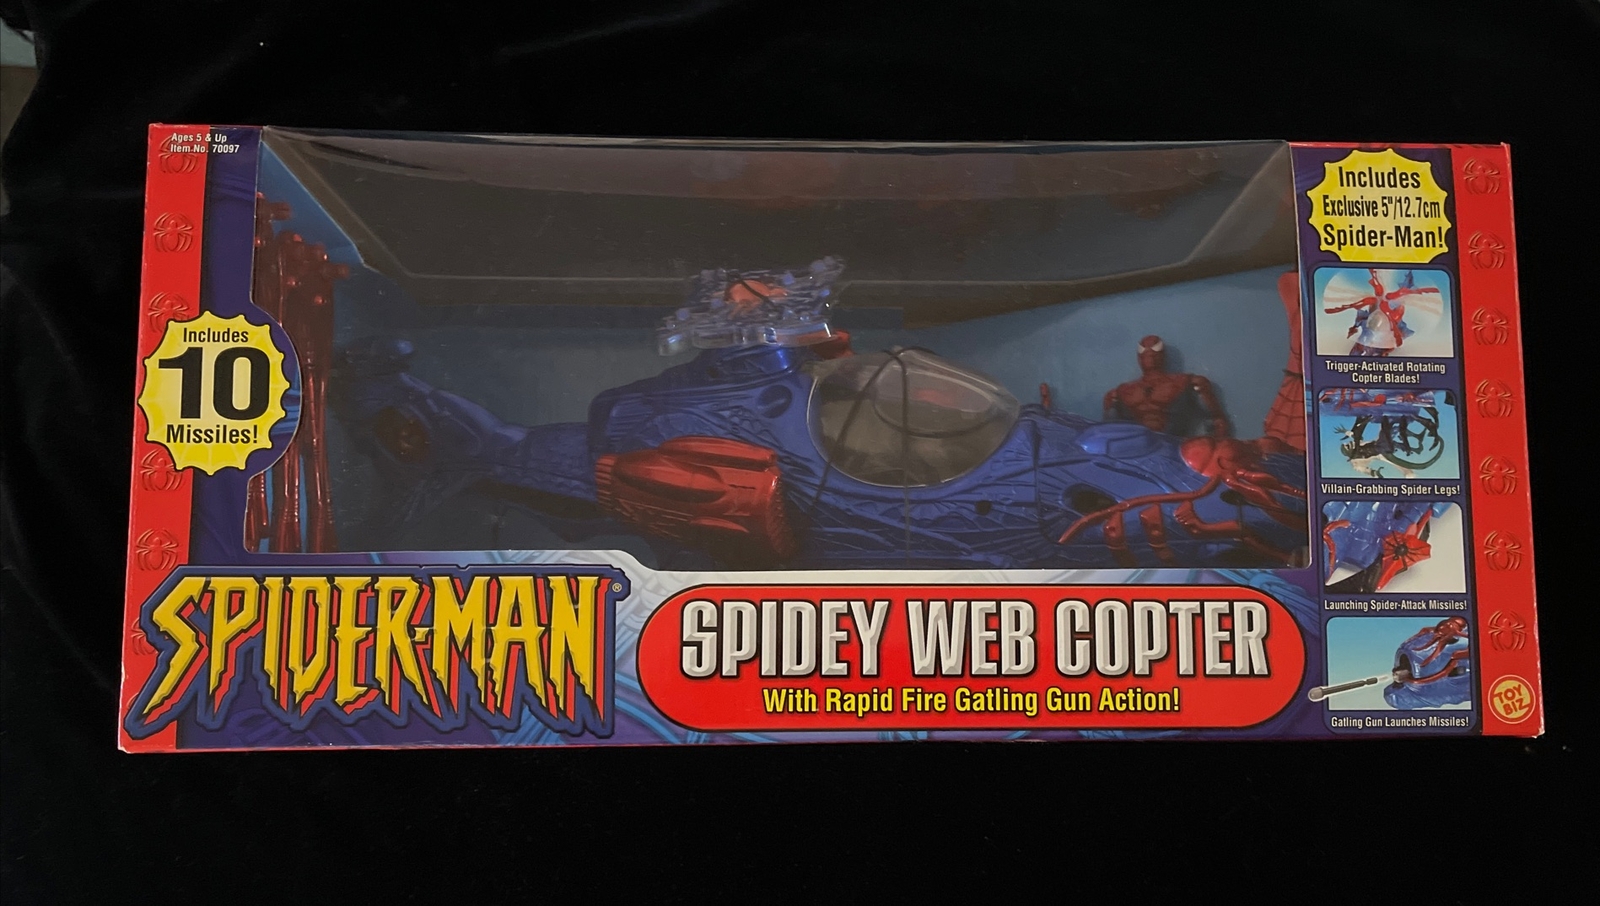 Ages 5 & Up
Item No. 70097
Includes
10
Missiles!
SPIDER-MAN®
SPIDEY WEB COPTER
With Rapid Fire Gatling Gun Action!
Includes
Exclusive 5"/12.7cm
Spider-Man!
Trigger-Activated Rotating
Copter Blades!
Villain-Grabbing Spider Legs!
Launching Spider-Attack Missiles!
Gatling Gun Launches Missiles!
TOY
BIZ